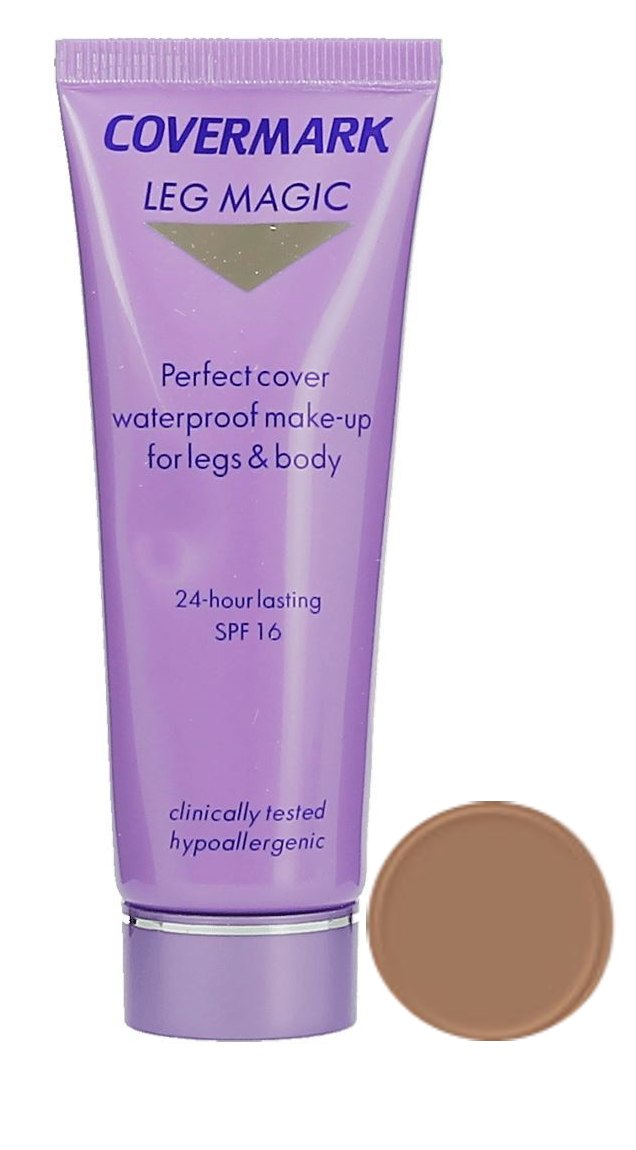 COVERMARK
LEG MAGIC
Perfect cover
waterproof make-up
for legs & body
24-hour lasting
SPF 16
clinically tested
hypoallergenic